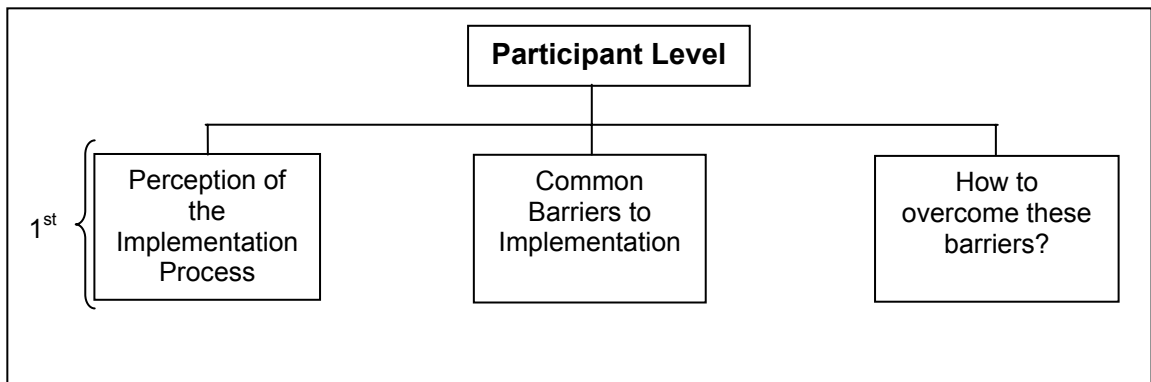 Participant Level
1st
Perception of
the
Implementation
Process
Common
Barriers to
Implementation
How to
overcome these
barriers?